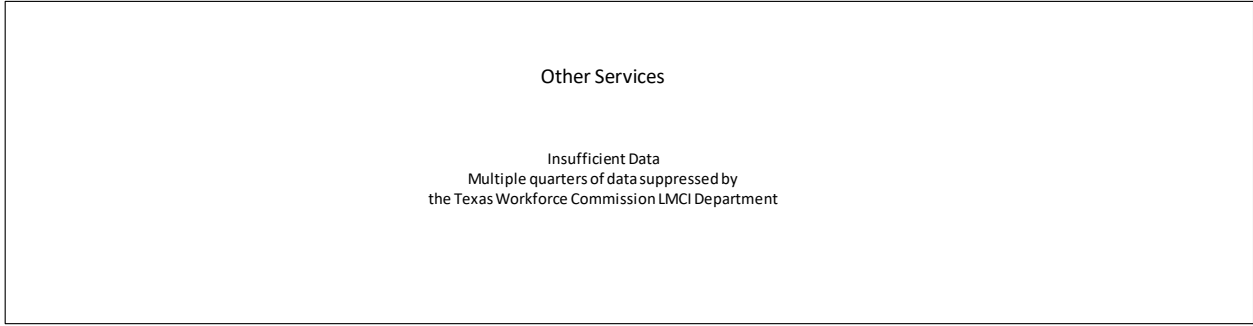 Other Services
Insufficient Data
Multiple quarters of data suppressed by
the Texas Workforce Commission LMCI Department